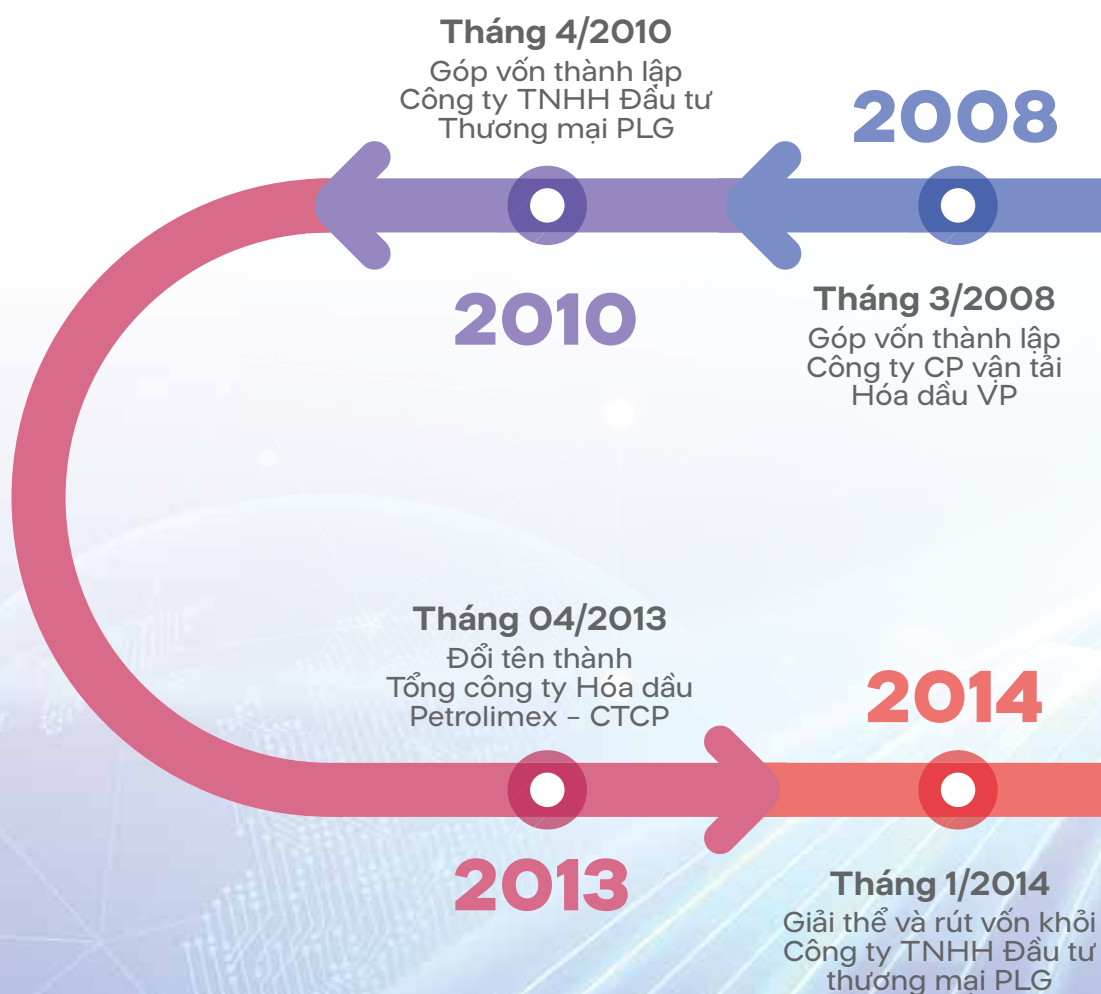 Tháng 4/2010
Góp vốn thành lập
Công ty TNHH Đầu tư
Thương mại PLG
2008
2010
Tháng 3/2008
Góp vốn thành lập
Công ty CP vận tải
Hóa dầu VP
Tháng 04/2013
Đổi tên thành
Tổng công ty Hóa dầu
Petrolimex – CTCP
2014
2013
Tháng 1/2014
Giải thể và rút vốn khỏi
Công ty TNHH Đầu tư
thương mại PLG